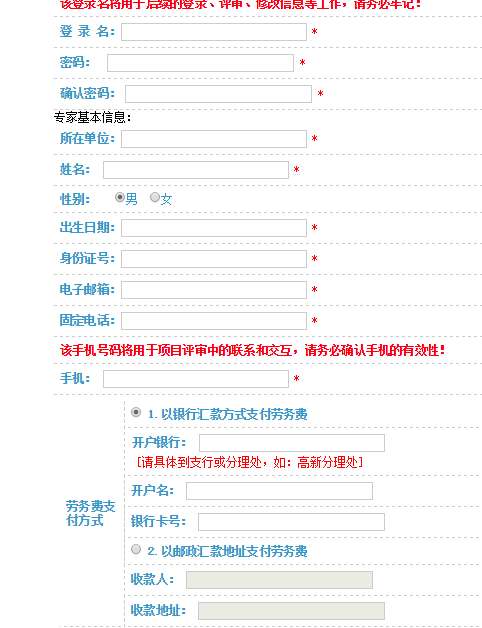 该登录名将用于后续的登录、评审、修改信息等工作，请务必牢记！
登 录 名： *
密码： *
确认密码： *
专家基本信息：
所在单位： *
姓名： *
性别： 男 女
出生日期： *
身份证号： *
电子邮箱： *
固定电话： *
该手机号码将用于项目评审中的联系和交互，请务必确认手机的有效性！
手机： *
劳务费支
付方式
1. 以银行汇款方式支付劳务费
开户银行：
[请具体到支行或分理处，如：高新分理处]
开户名：
银行卡号：
2. 以邮政汇款地址支付劳务费
收款人：
收款地址：